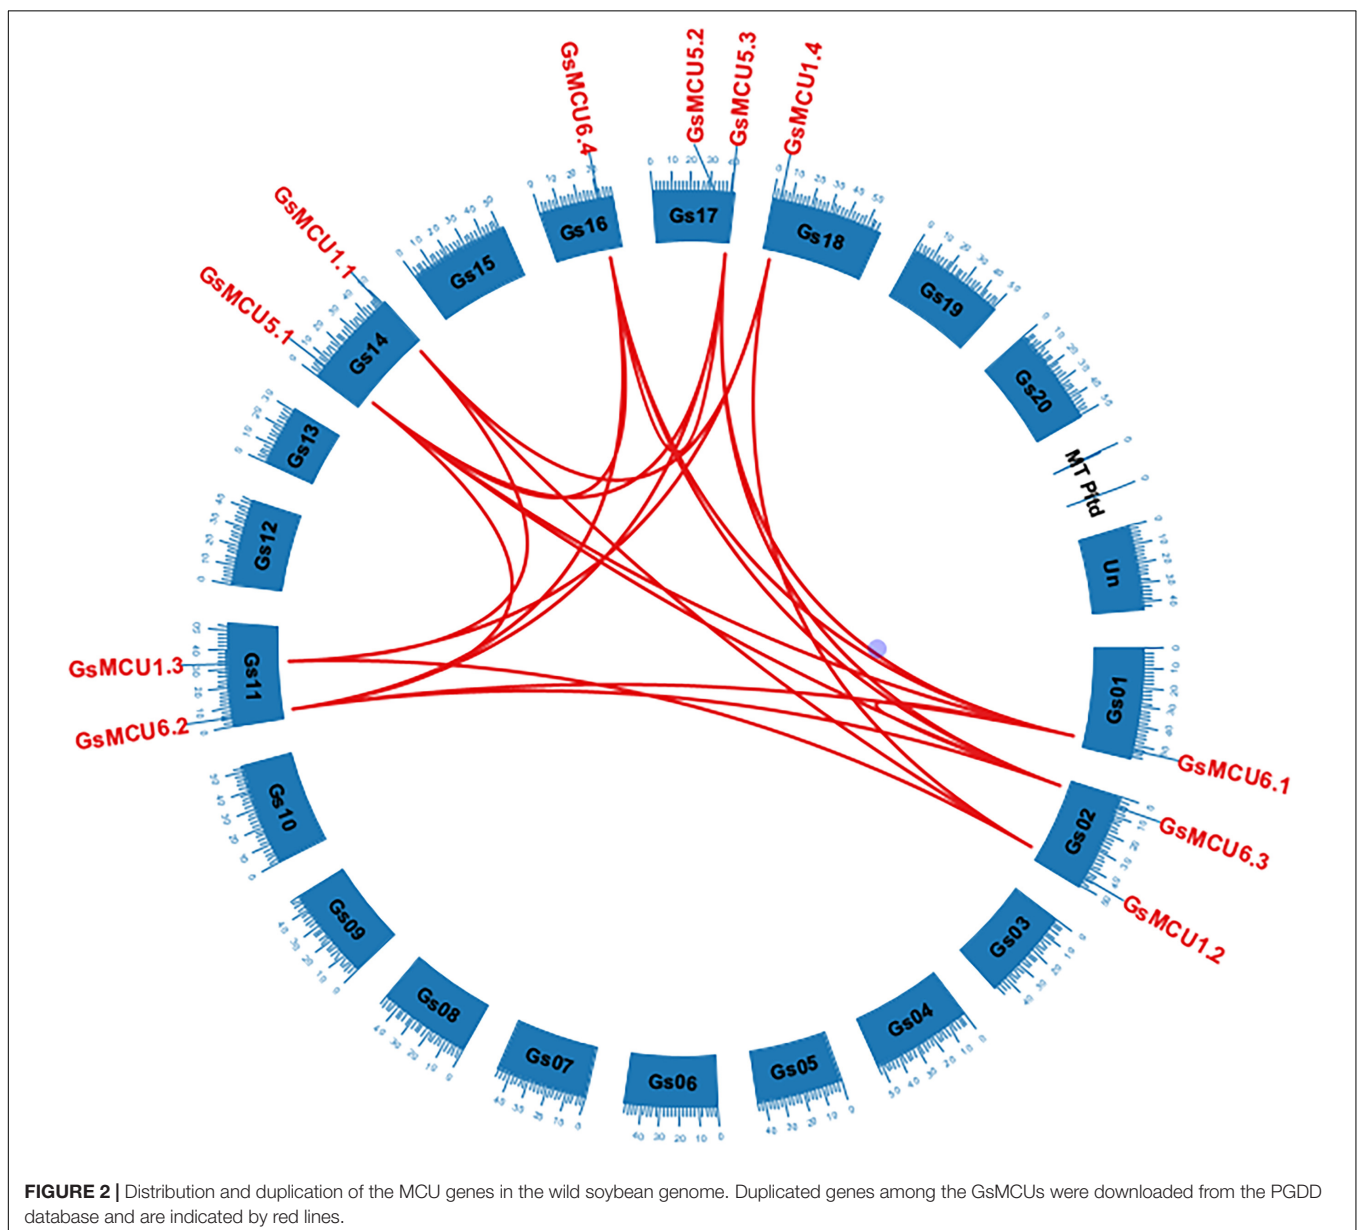 GsMCU6.4
GsMCU5.2
GsMCU5.3
GsMCU1.4
GsMCU1.1
GsMCU5.1
GsMCU1.3
GsMCU6.2
GsMCU6.1
GsMCU6.3
GsMCU1.2
Gs16
Gs17
Gs18
Gs15
Gs19
Gs14
Gs20
Gs13
MT Pltd
Gs12
Un
Gs11
Gs01
Gs10
Gs02
Gs09
Gs03
Gs08
Gs04
Gs07
Gs06
Gs05
FIGURE 2 | Distribution and duplication of the MCU genes in the wild soybean genome. Duplicated genes among the GsMCUs were downloaded from the PGDD
database and are indicated by red lines.